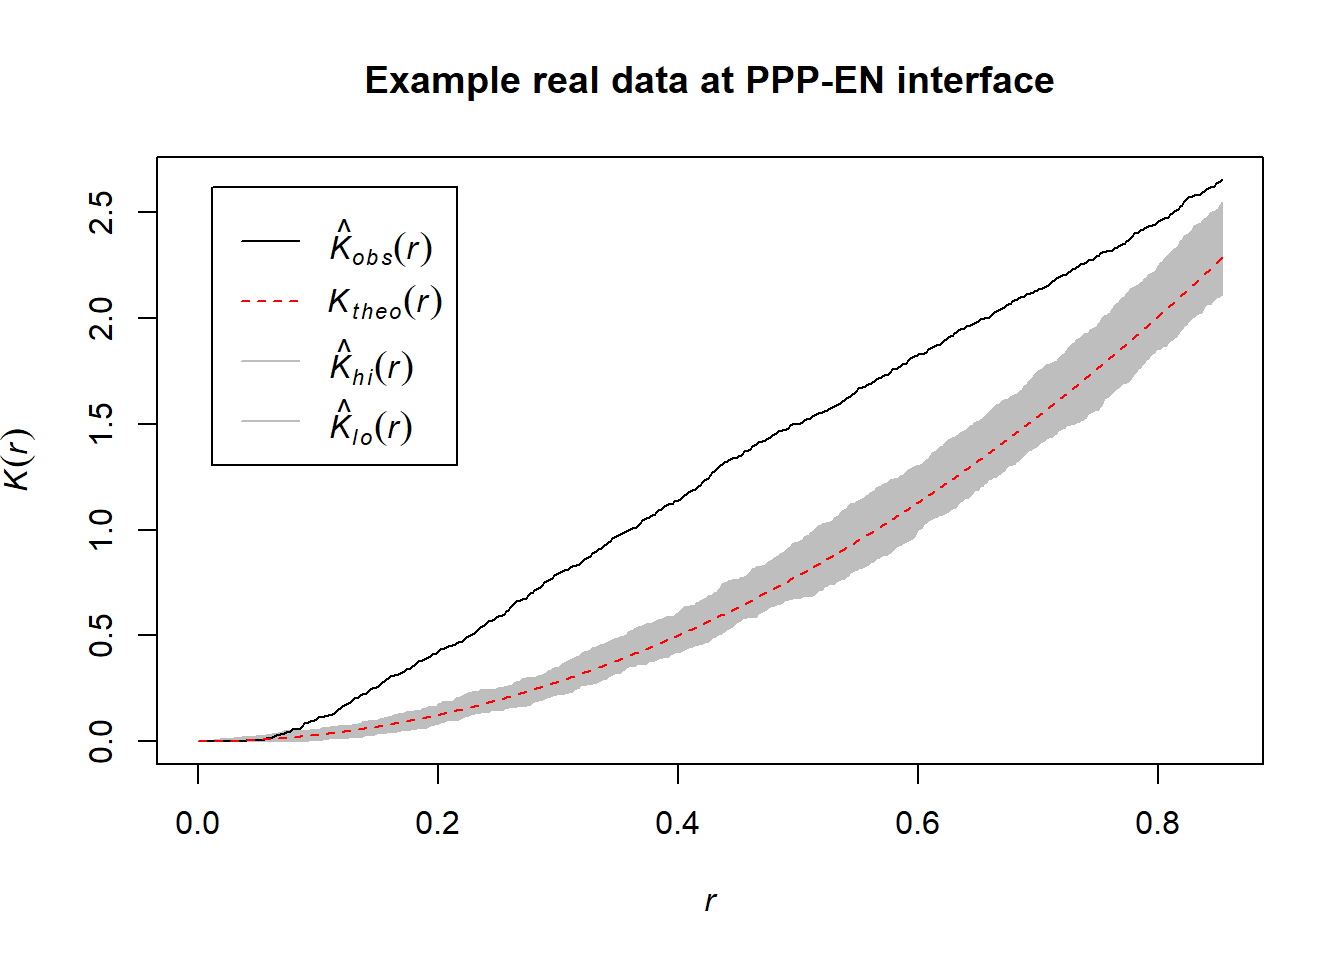 Example real data at PPP-EN interface
K̂obs(r)
Ktheo(r)
K̂hi(r)
K̂lo(r)
K(r)
2.5
2.0
1.5
1.0
0.5
0.0
0.0 0.2 0.4 0.6 0.8
r